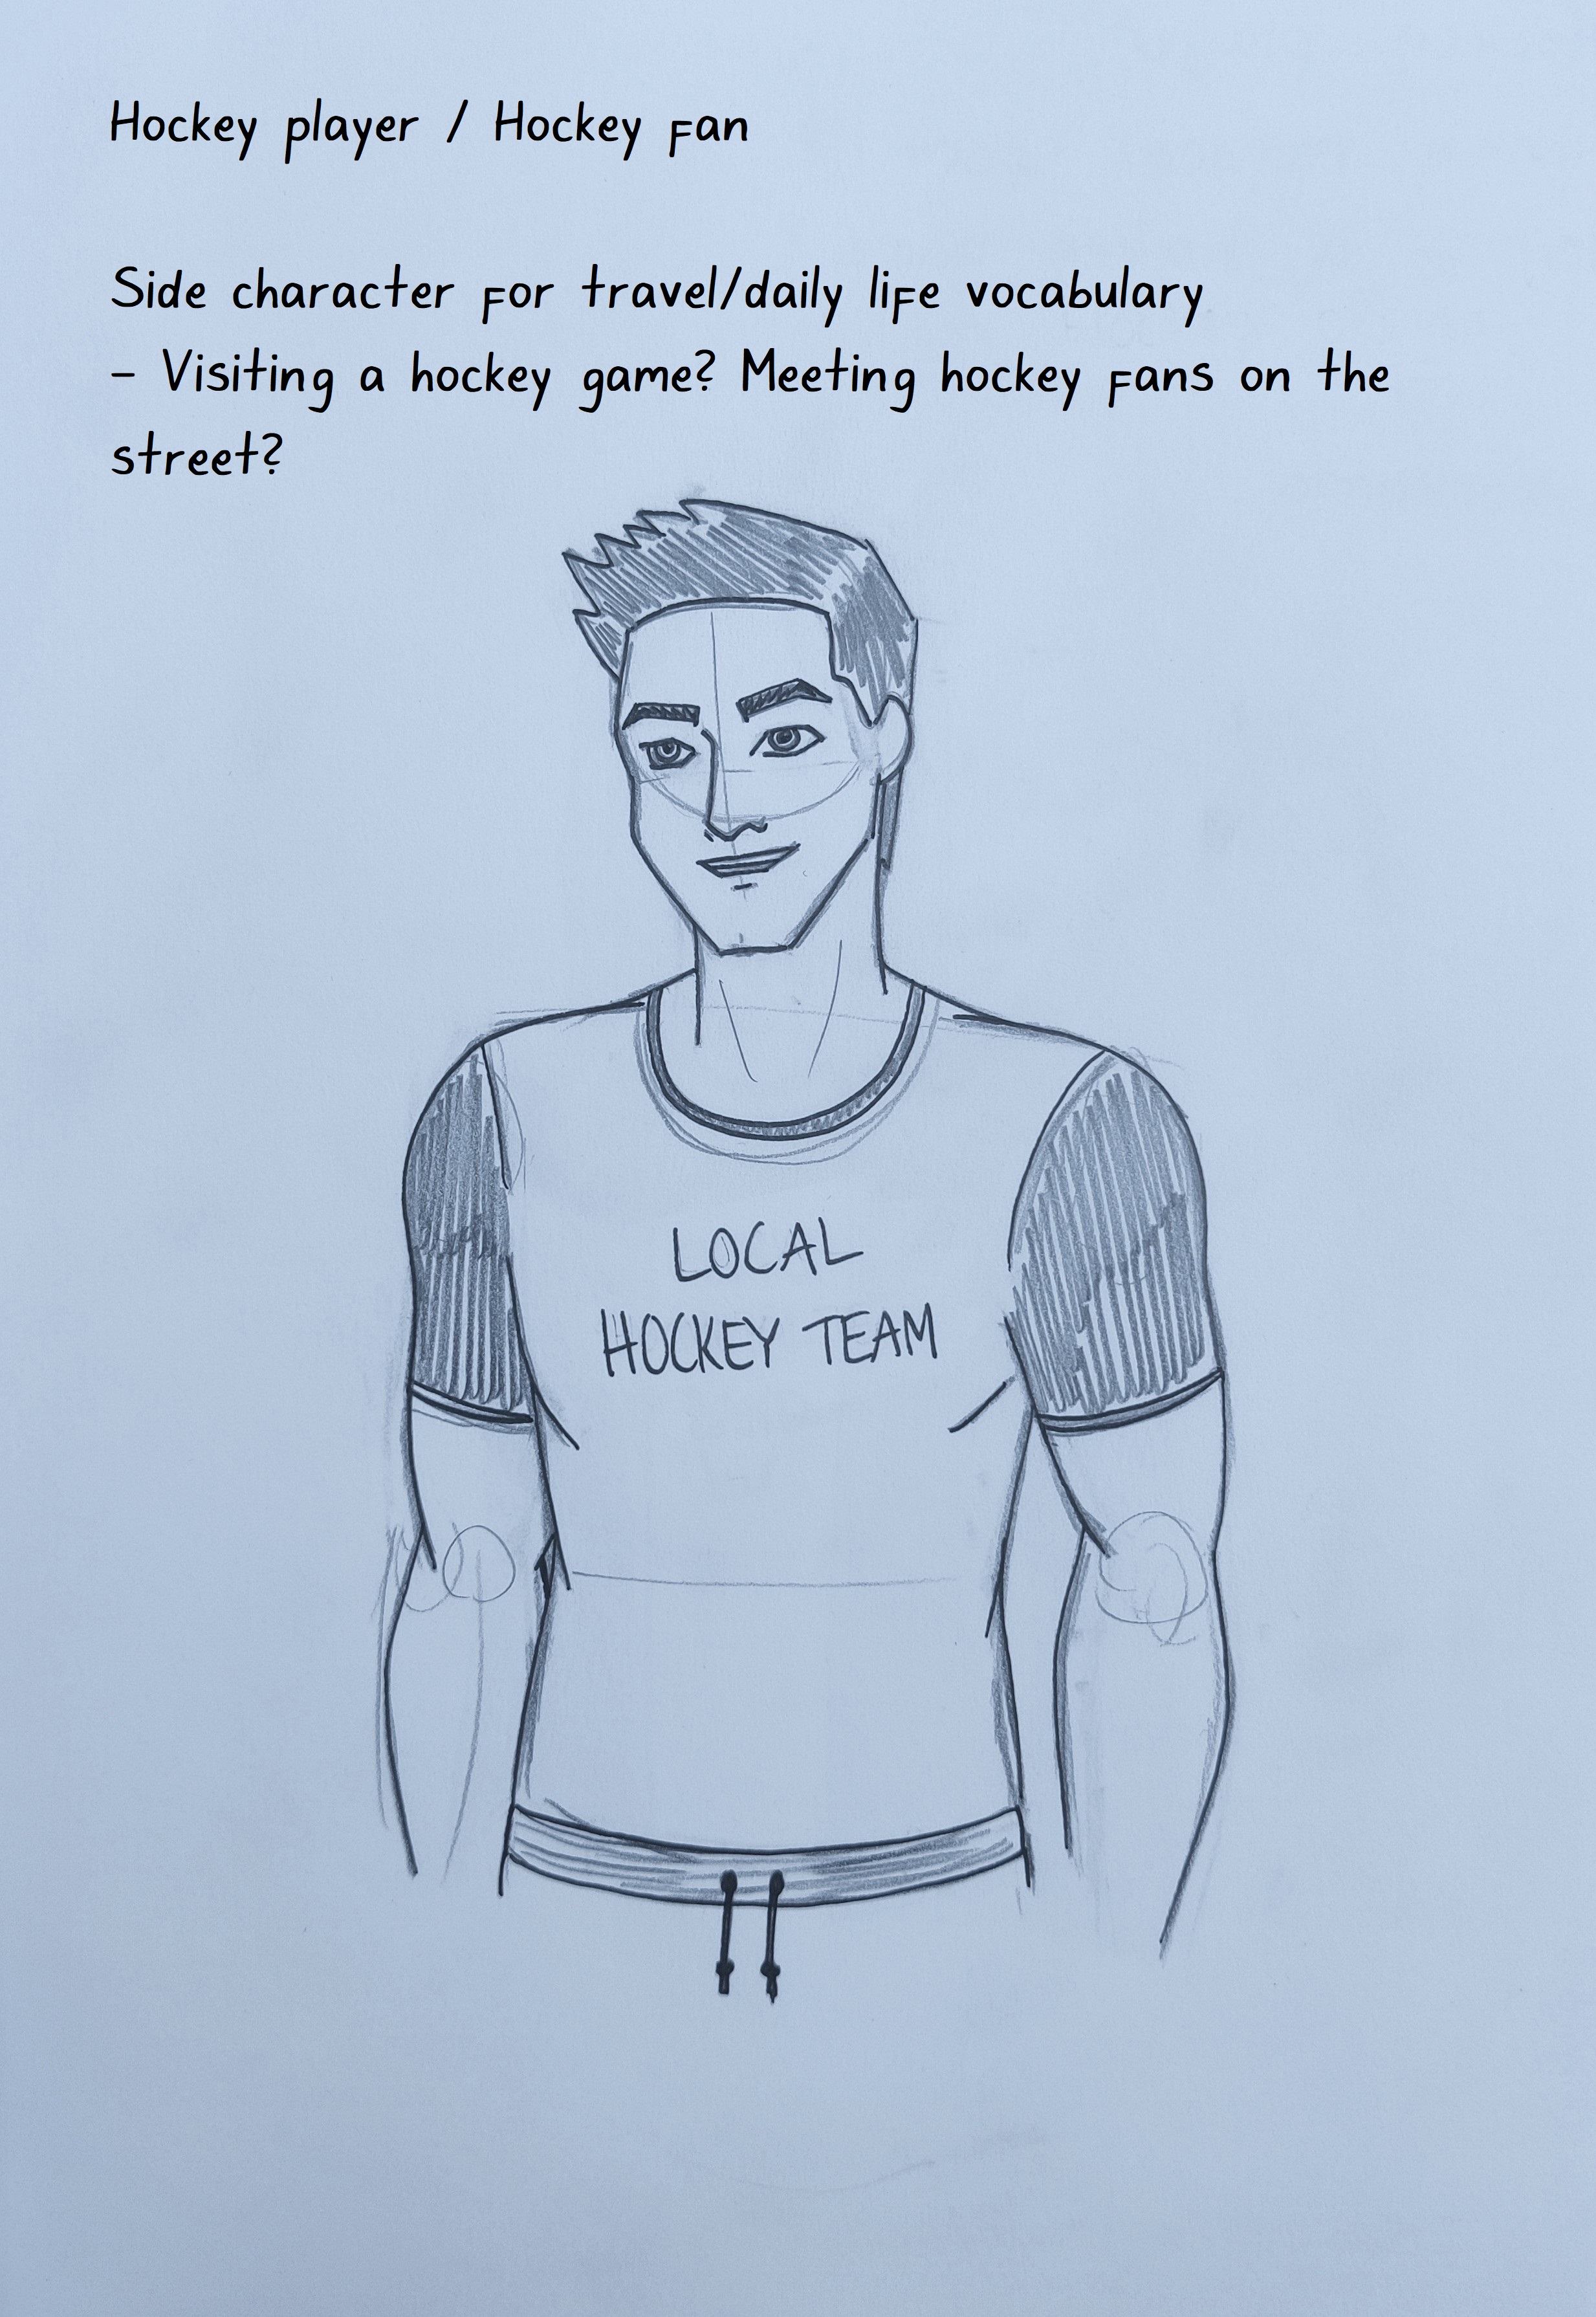 Hockey player / Hockey fan
Side character for travel/daily life vocabulary
- Visiting a hockey game? Meeting hockey fans on the
street?
LOCAL
HOCKEY TEAM